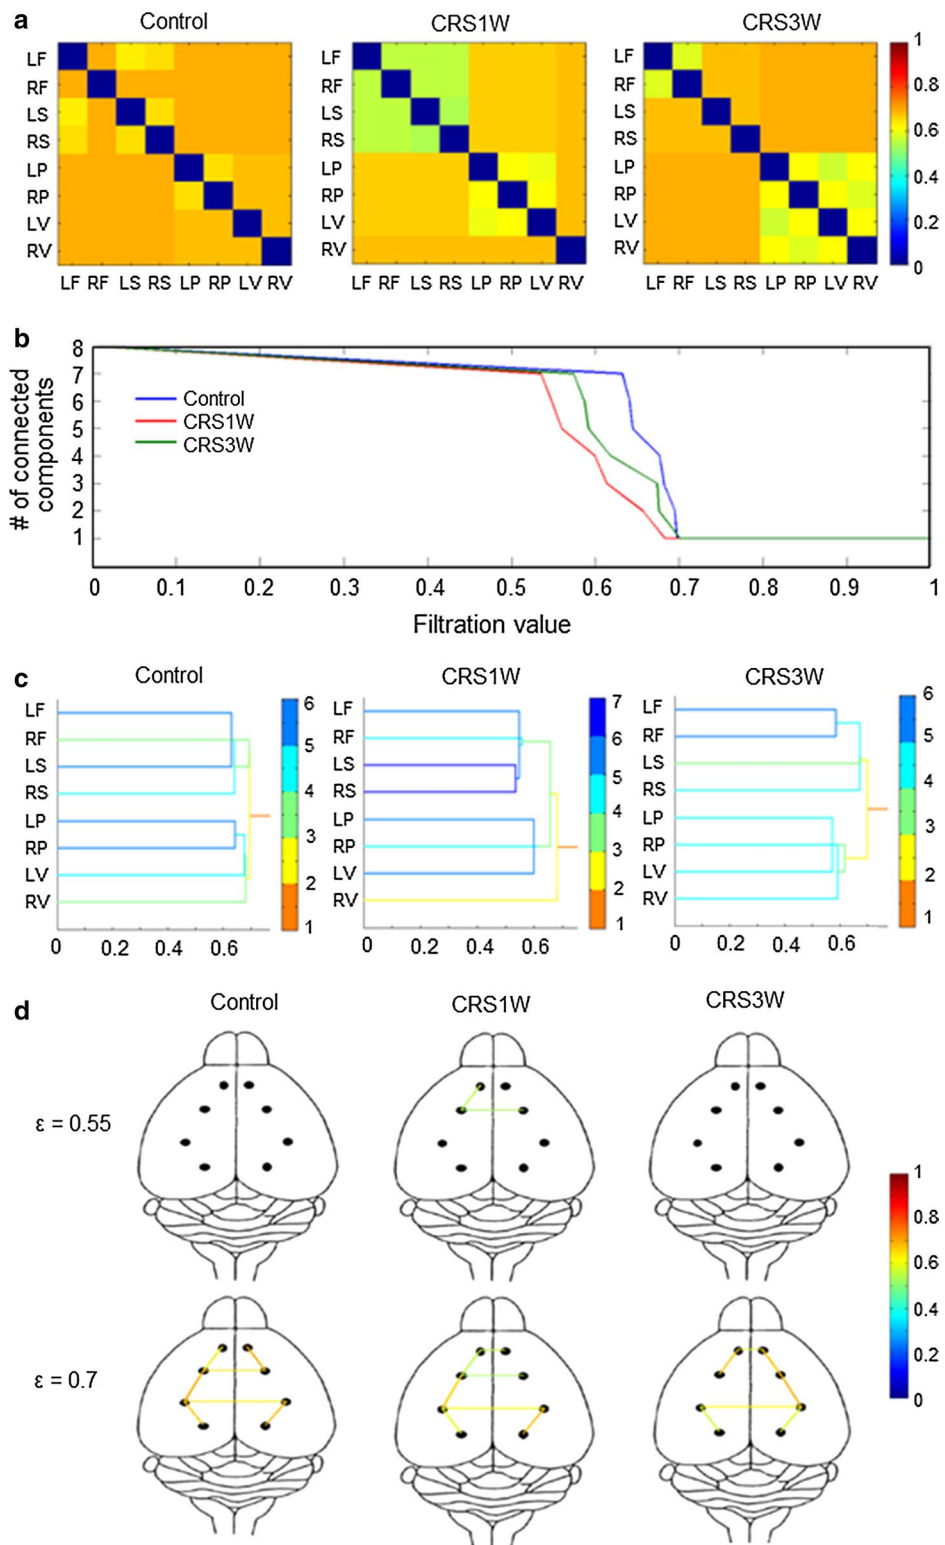 a
Control CRS1W CRS3W
LF LF LF 1
RF RF RF 0.8
LS LS LS
RS RS RS 0.6
LP LP LP
RP RP RP 0.4
LV LV LV 0.2
RV RV RV 0
LF RF LS RS LP RP LV RV LF RF LS RS LP RP LV RV LF RF LS RS LP RP LV RV
b
8
7
6
5
4
3
2
1
# of connected
components
Control
CRS1W
CRS3W
0 0.1 0.2 0.3 0.4 0.5 0.6 0.7 0.8 0.9 1
Filtration value
c
Control CRS1W CRS3W
LF 6 LF 7 LF 6
RF RF 6 RF
LS 5 LS LS 5
RS RS 5 RS
4 4 4
LP LP LP
RP 3 RP 3 RP 3
LV 2 LV 2 LV 2
RV 1 RV 1 RV 1
0 0.2 0.4 0.6 0 0.2 0.4 0.6 0 0.2 0.4 0.6
d
Control CRS1W CRS3W
ε = 0.55
ε = 0.7
1
0.8
0.6
0.4
0.2
0